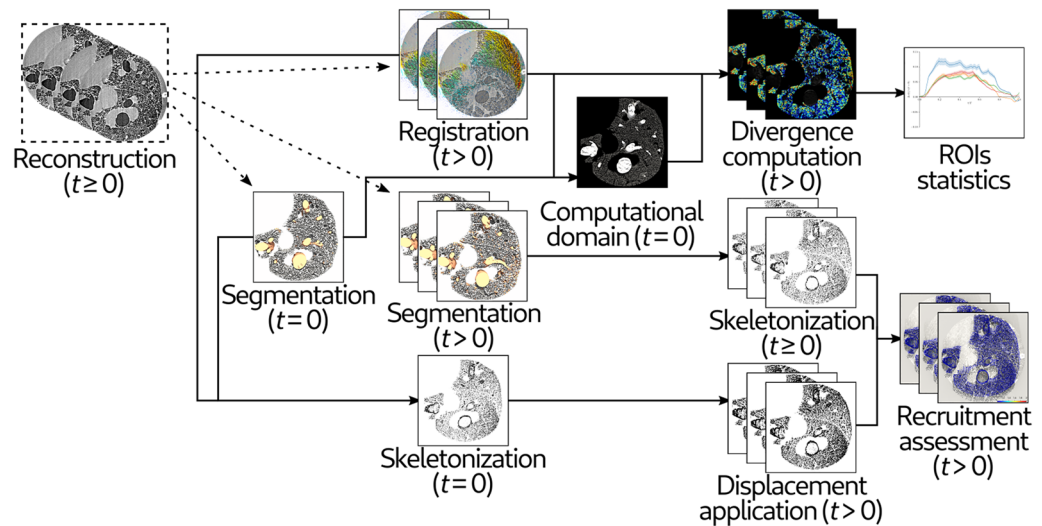 Reconstruction
(t≥0)
Registration
(t>0)
Divergence
computation
(t>0)
ROIs
statistics
Computational
domain (t=0)
Segmentation
(t=0)
Segmentation
(t>0)
Skeletonization
(t≥0)
Skeletonization
(t=0)
Displacement
application (t>0)
Recruitment
assessment
(t>0)